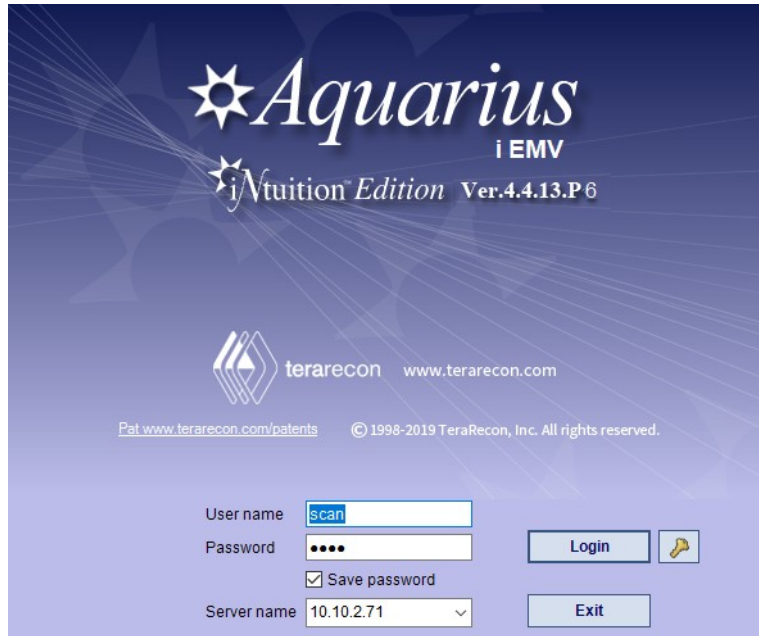 Aquarius
i EMV
iNtuition™ Edition Ver.4.4.13.P6
terarecon www.terarecon.com
Pat www.terarecon.com/patents © 1998-2019 TeraRecon, Inc. All rights reserved.
User name scan
Password ••••
Login
Save password
Server name 10.10.2.71
Exit